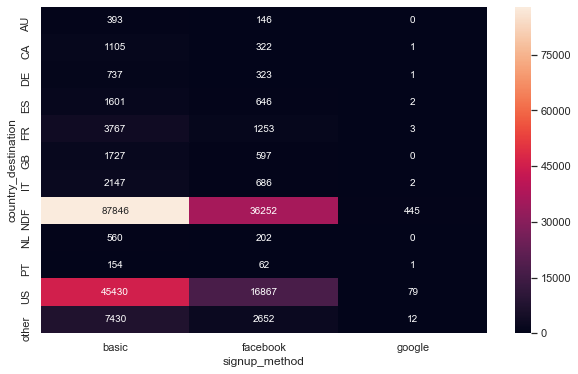 country_destination
AU 393 146 0
CA 1105 322 1
DE 737 323 1
ES 1601 646 2
FR 3767 1253 3
GB 1727 597 0
IT 2147 686 2
NDF 87846 36252 445
NL 560 202 0
PT 154 62 1
US 45430 16867 79
other 7430 2652 12
basic facebook google
signup_method
75000
60000
45000
30000
15000
0